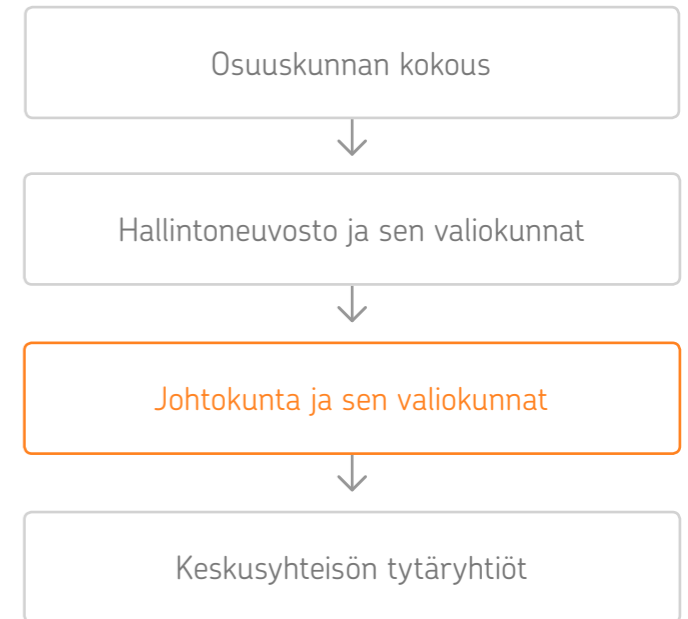 Osuuskunnan kokous
Hallintoneuvosto ja sen valiokunnat
Johtokunta ja sen valiokunnat
Keskusyhteisön tytäryhtiöt